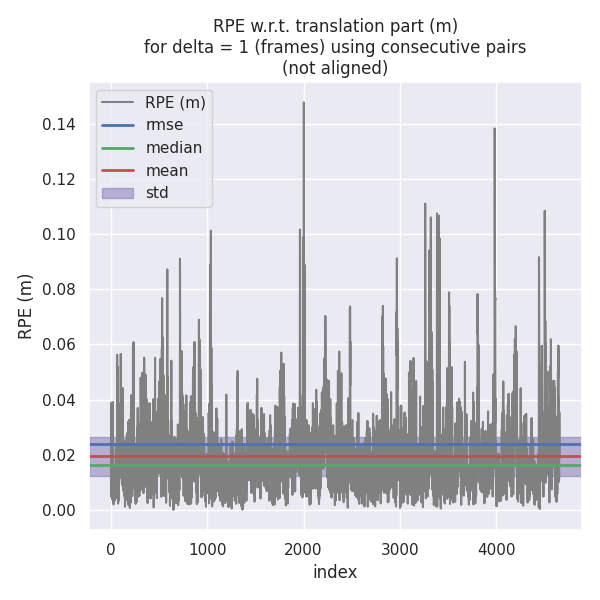 RPE w.r.t. translation part (m)
for delta = 1 (frames) using consecutive pairs
(not aligned)
RPE (m)
rmse
median
mean
std
0.14
0.12
0.10
0.08
0.06
0.04
0.02
0.00
RPE (m)
0 1000 2000 3000 4000
index